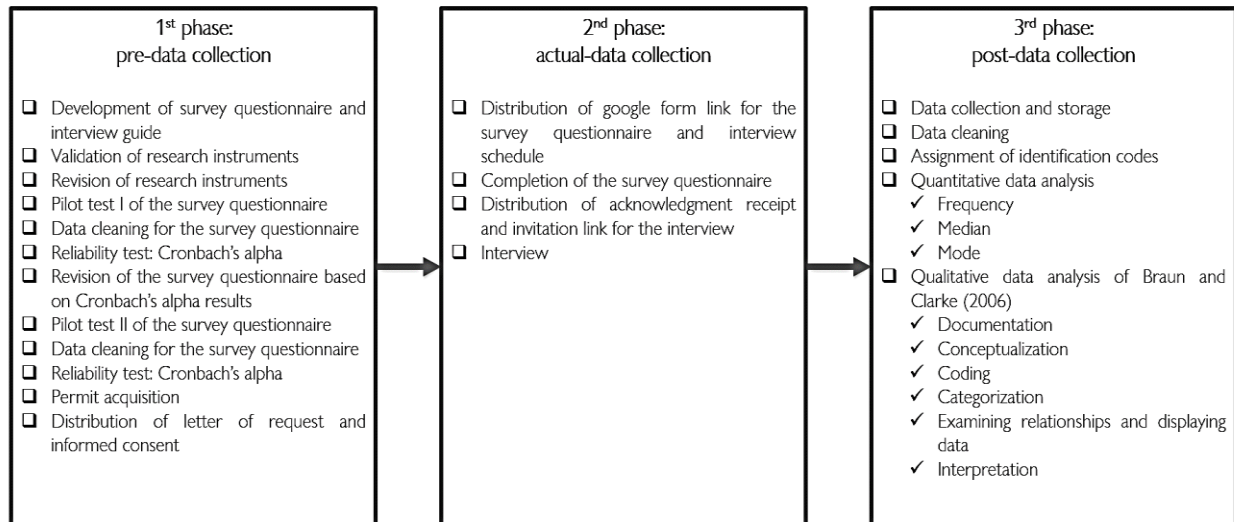 1st phase:
pre-data collection
❑ Development of survey questionnaire and
interview guide
❑ Validation of research instruments
❑ Revision of research instruments
❑ Pilot test I of the survey questionnaire
❑ Data cleaning for the survey questionnaire
❑ Reliability test: Cronbach's alpha
❑ Revision of the survey questionnaire based
on Cronbach's alpha results
❑ Pilot test II of the survey questionnaire
❑ Data cleaning for the survey questionnaire
❑ Reliability test: Cronbach's alpha
❑ Permit acquisition
❑ Distribution of letter of request and
informed consent
2nd phase:
actual-data collection
❑ Distribution of google form link for the
survey questionnaire and interview
schedule
❑ Completion of the survey questionnaire
❑ Distribution of acknowledgment receipt
and invitation link for the interview
❑ Interview
3rd phase:
post-data collection
❑ Data collection and storage
❑ Data cleaning
❑ Assignment of identification codes
❑ Quantitative data analysis
✓ Frequency
✓ Median
✓ Mode
❑ Qualitative data analysis of Braun and
Clarke (2006)
✓ Documentation
✓ Conceptualization
✓ Coding
✓ Categorization
✓ Examining relationships and displaying
data
✓ Interpretation